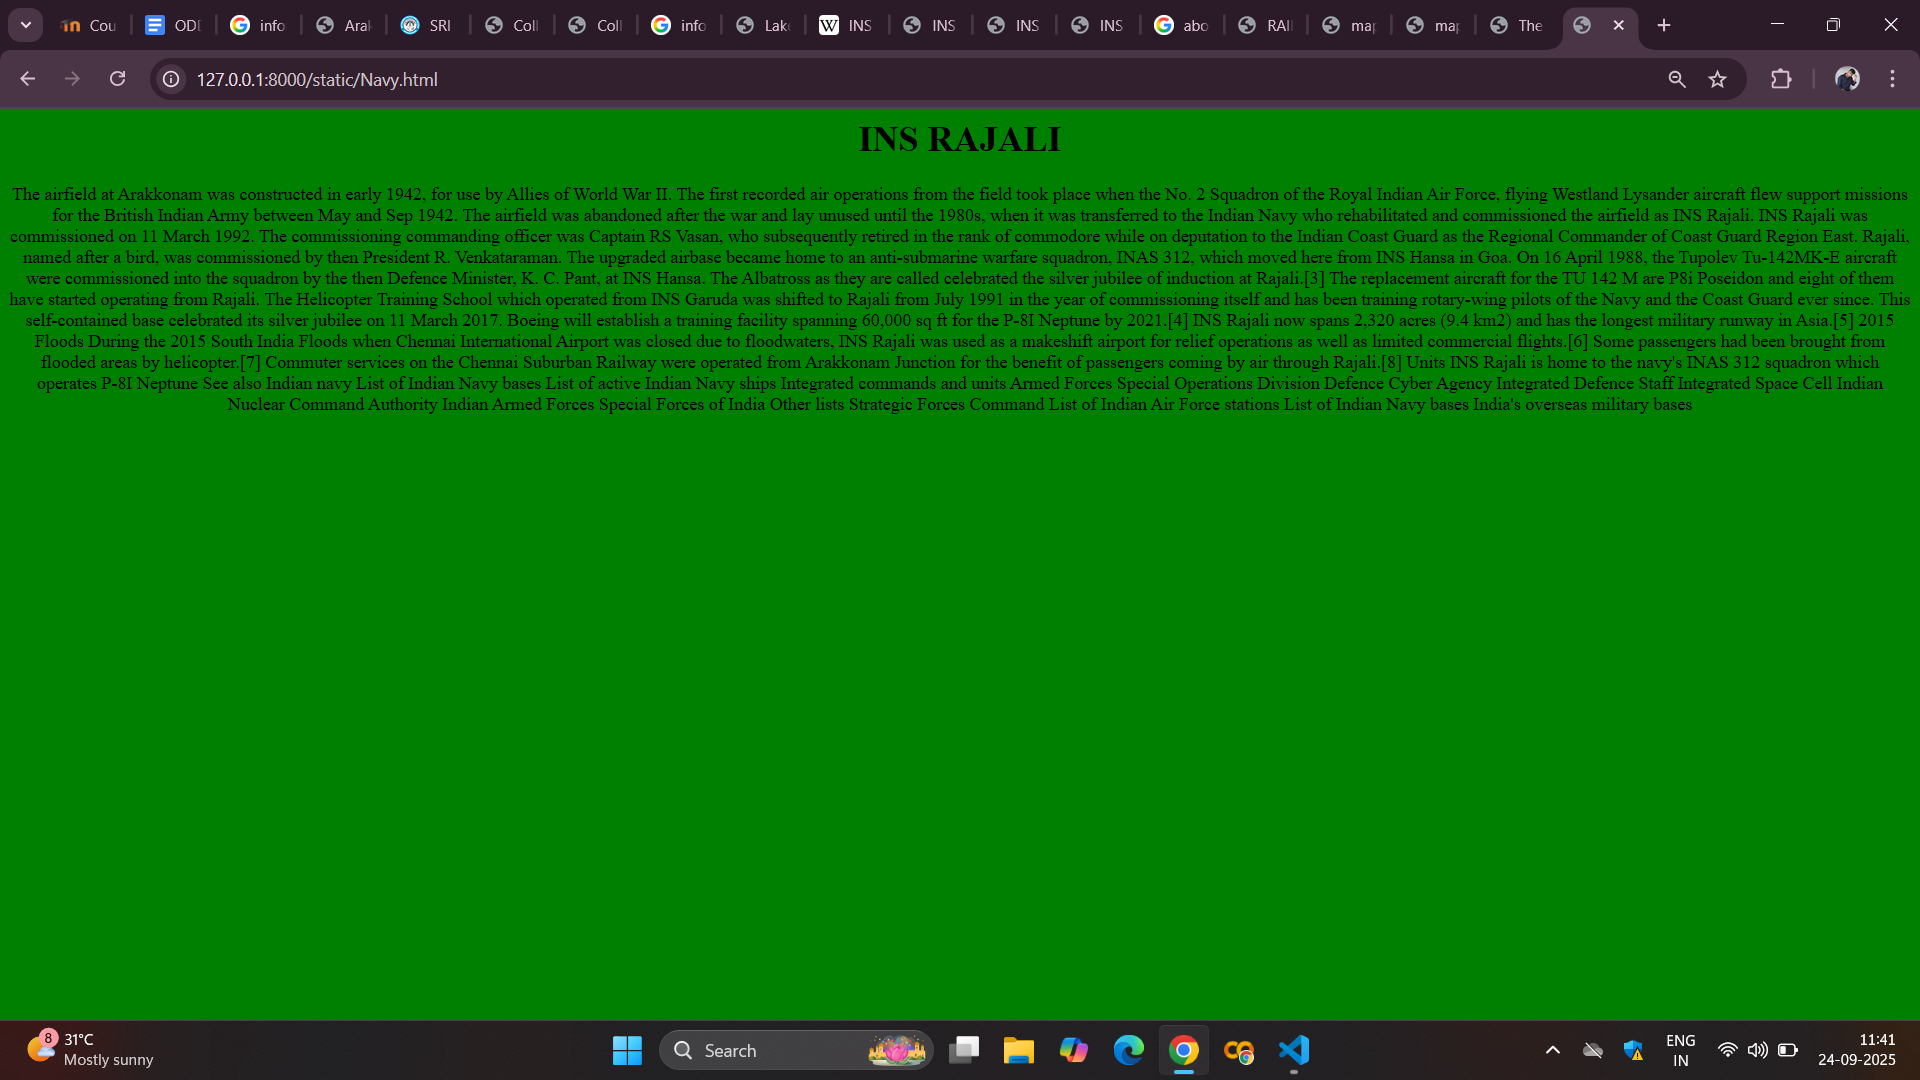 Cou
ODD
info
Arak
SRI
Coll
Coll
info
Lake
INS
INS
INS
INS
abo
RAIL
map
map
The
127.0.0.1:8000/static/Navy.html
INS RAJALI
The airfield at Arakkonam was constructed in early 1942, for use by Allies of World War II. The first recorded air operations from the field took place when the No. 2 Squadron of the Royal Indian Air Force, flying Westland Lysander aircraft flew support missions
for the British Indian Army between May and Sep 1942. The airfield was abandoned after the war and lay unused until the 1980s, when it was transferred to the Indian Navy who rehabilitated and commissioned the airfield as INS Rajali. INS Rajali was
commissioned on 11 March 1992. The commissioning commanding officer was Captain RS Vasan, who subsequently retired in the rank of commodore while on deputation to the Indian Coast Guard as the Regional Commander of Coast Guard Region East. Rajali,
named after a bird, was commissioned by then President R. Venkataraman. The upgraded airbase became home to an anti-submarine warfare squadron, INAS 312, which moved here from INS Hansa in Goa. On 16 April 1988, the Tupolev Tu-142MK-E aircraft
were commissioned into the squadron by the then Defence Minister, K. C. Pant, at INS Hansa. The Albatross as they are called celebrated the silver jubilee of induction at Rajali.[3] The replacement aircraft for the TU 142 M are P8i Poseidon and eight of them
have started operating from Rajali. The Helicopter Training School which operated from INS Garuda was shifted to Rajali from July 1991 in the year of commissioning itself and has been training rotary-wing pilots of the Navy and the Coast Guard ever since. This
self-contained base celebrated its silver jubilee on 11 March 2017. Boeing will establish a training facility spanning 60,000 sq ft for the P-8I Neptune by 2021.[4] INS Rajali now spans 2,320 acres (9.4 km2) and has the longest military runway in Asia.[5] 2015
Floods During the 2015 South India Floods when Chennai International Airport was closed due to floodwaters, INS Rajali was used as a makeshift airport for relief operations as well as limited commercial flights.[6] Some passengers had been brought from
flooded areas by helicopter.[7] Commuter services on the Chennai Suburban Railway were operated from Arakkonam Junction for the benefit of passengers coming by air through Rajali.[8] Units INS Rajali is home to the navy's INAS 312 squadron which
operates P-8I Neptune See also Indian navy List of Indian Navy bases List of active Indian Navy ships Integrated commands and units Armed Forces Special Operations Division Defence Cyber Agency Integrated Defence Staff Integrated Space Cell Indian
Nuclear Command Authority Indian Armed Forces Special Forces of India Other lists Strategic Forces Command List of Indian Air Force stations List of Indian Navy bases India's overseas military bases
8
31°C
Mostly sunny
Search
ENG
IN
11:41
24-09-2025